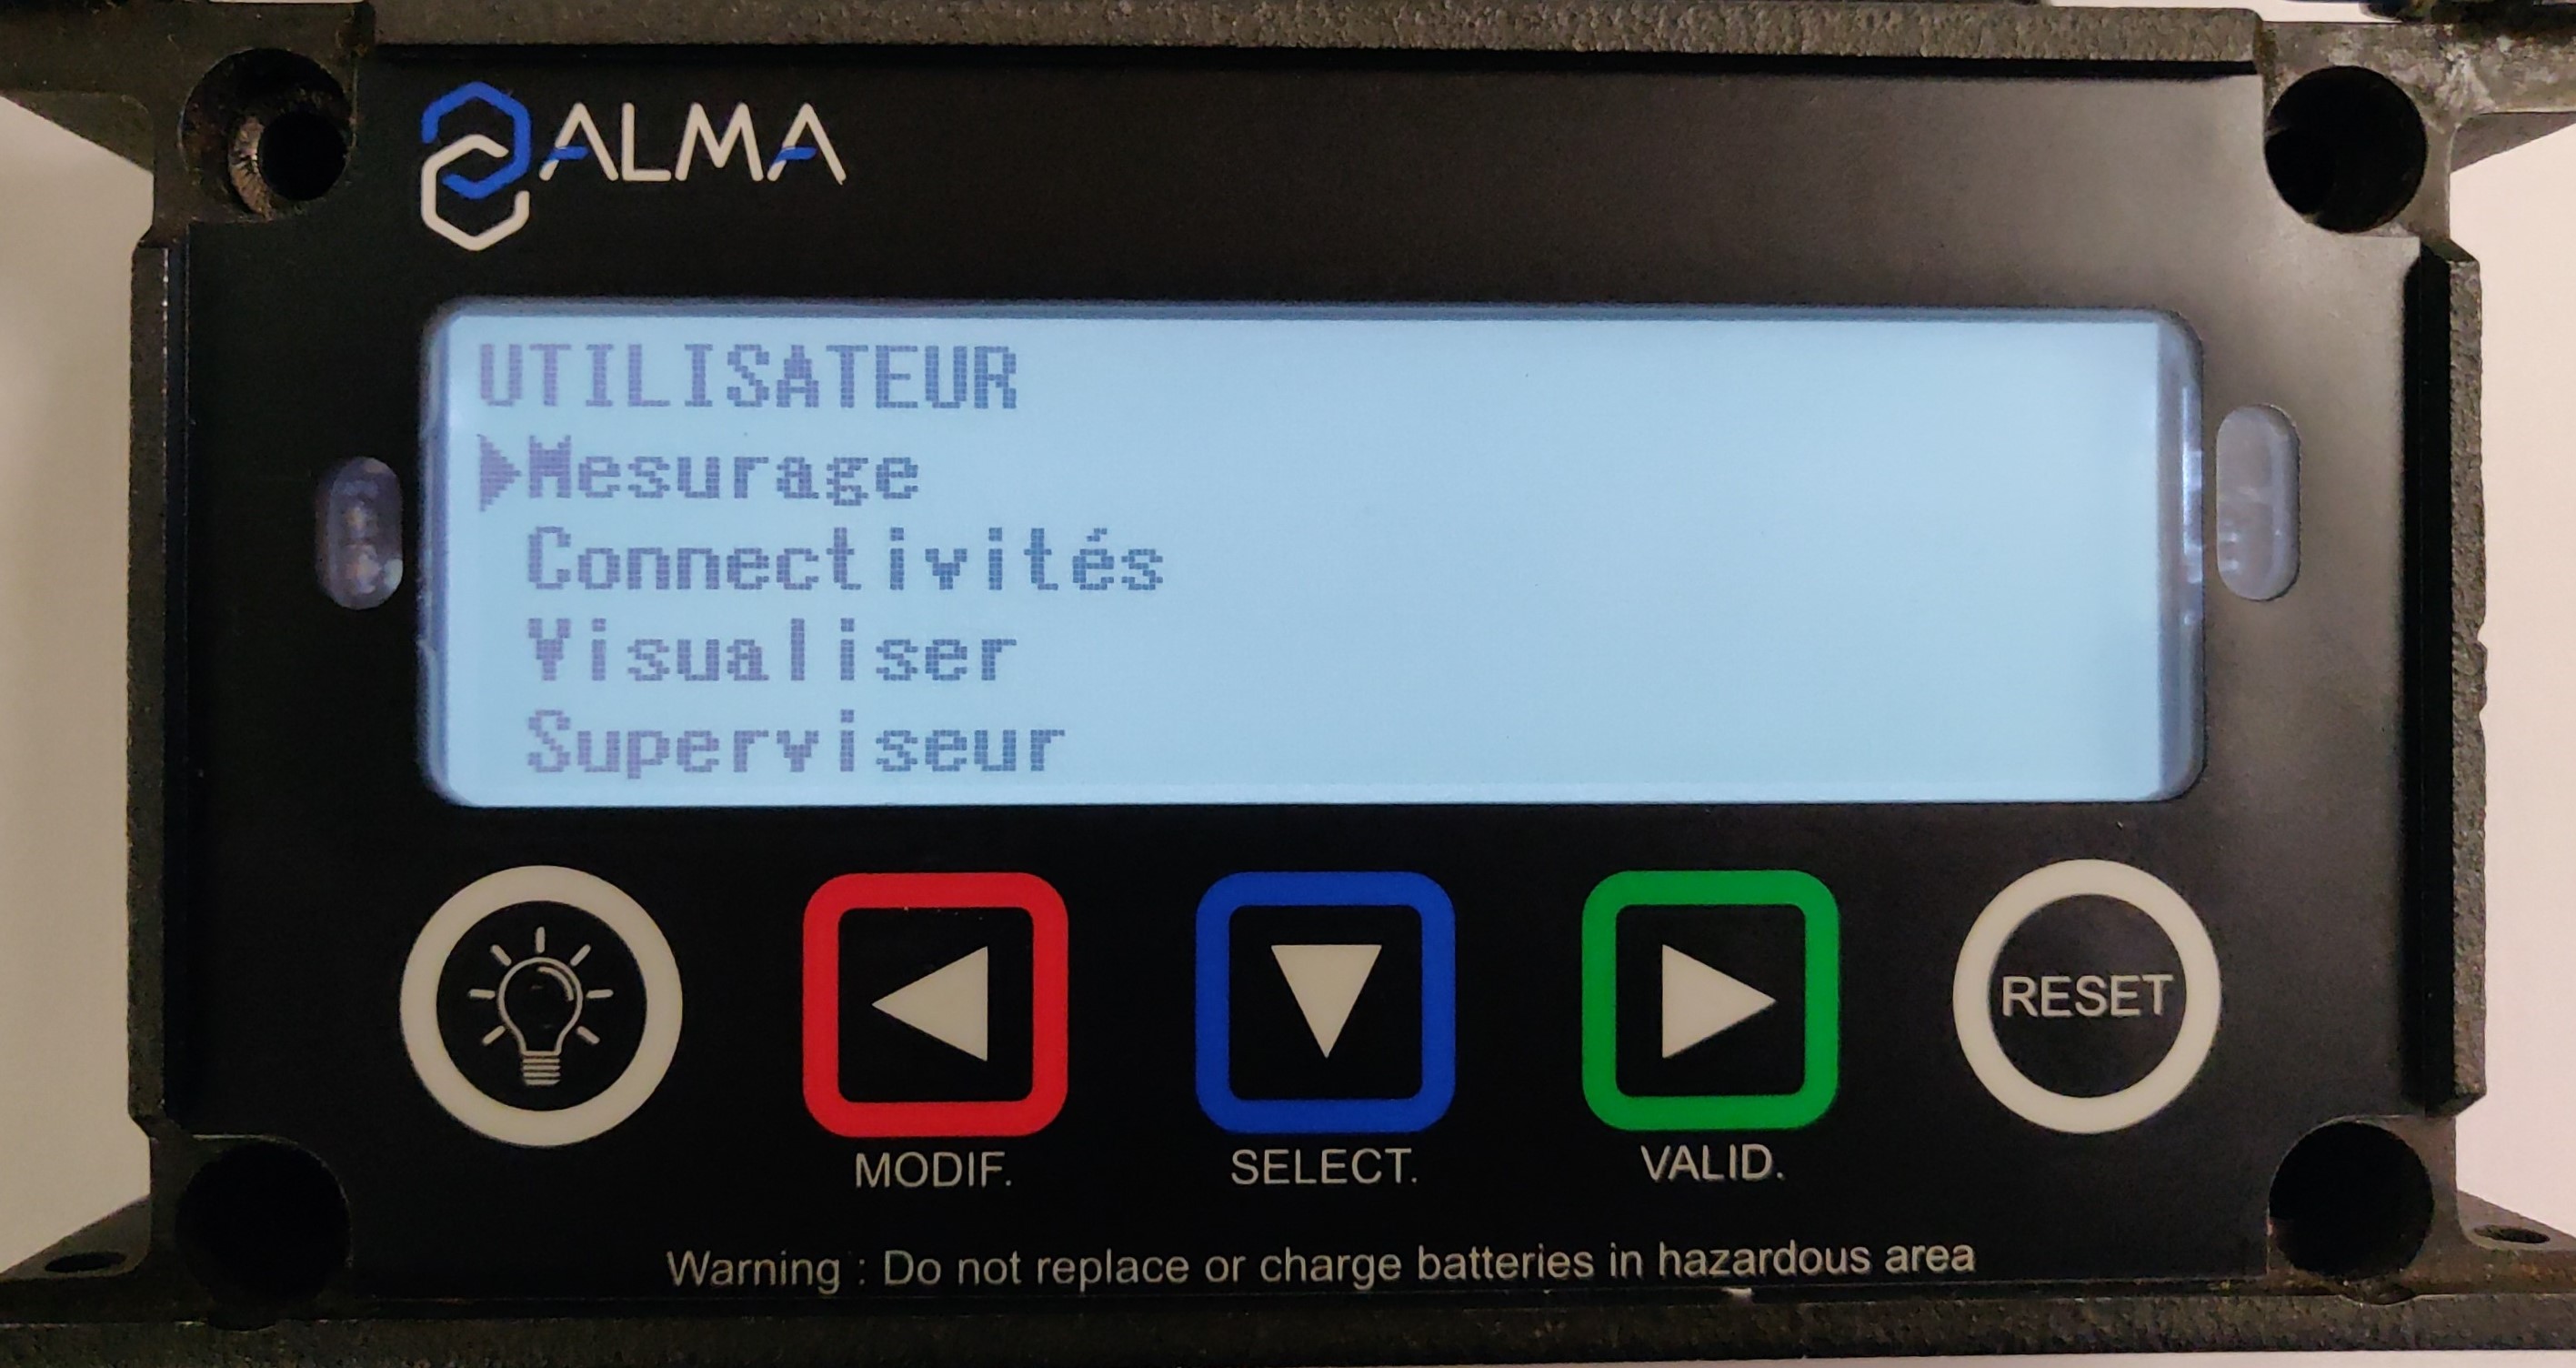 ALMA
UTILISATEUR
▶Mesurage
Connectivités
Visualiser
Superviseur
RESET
MODIF.
SELECT.
VALID.
Warning : Do not replace or charge batteries in hazardous area